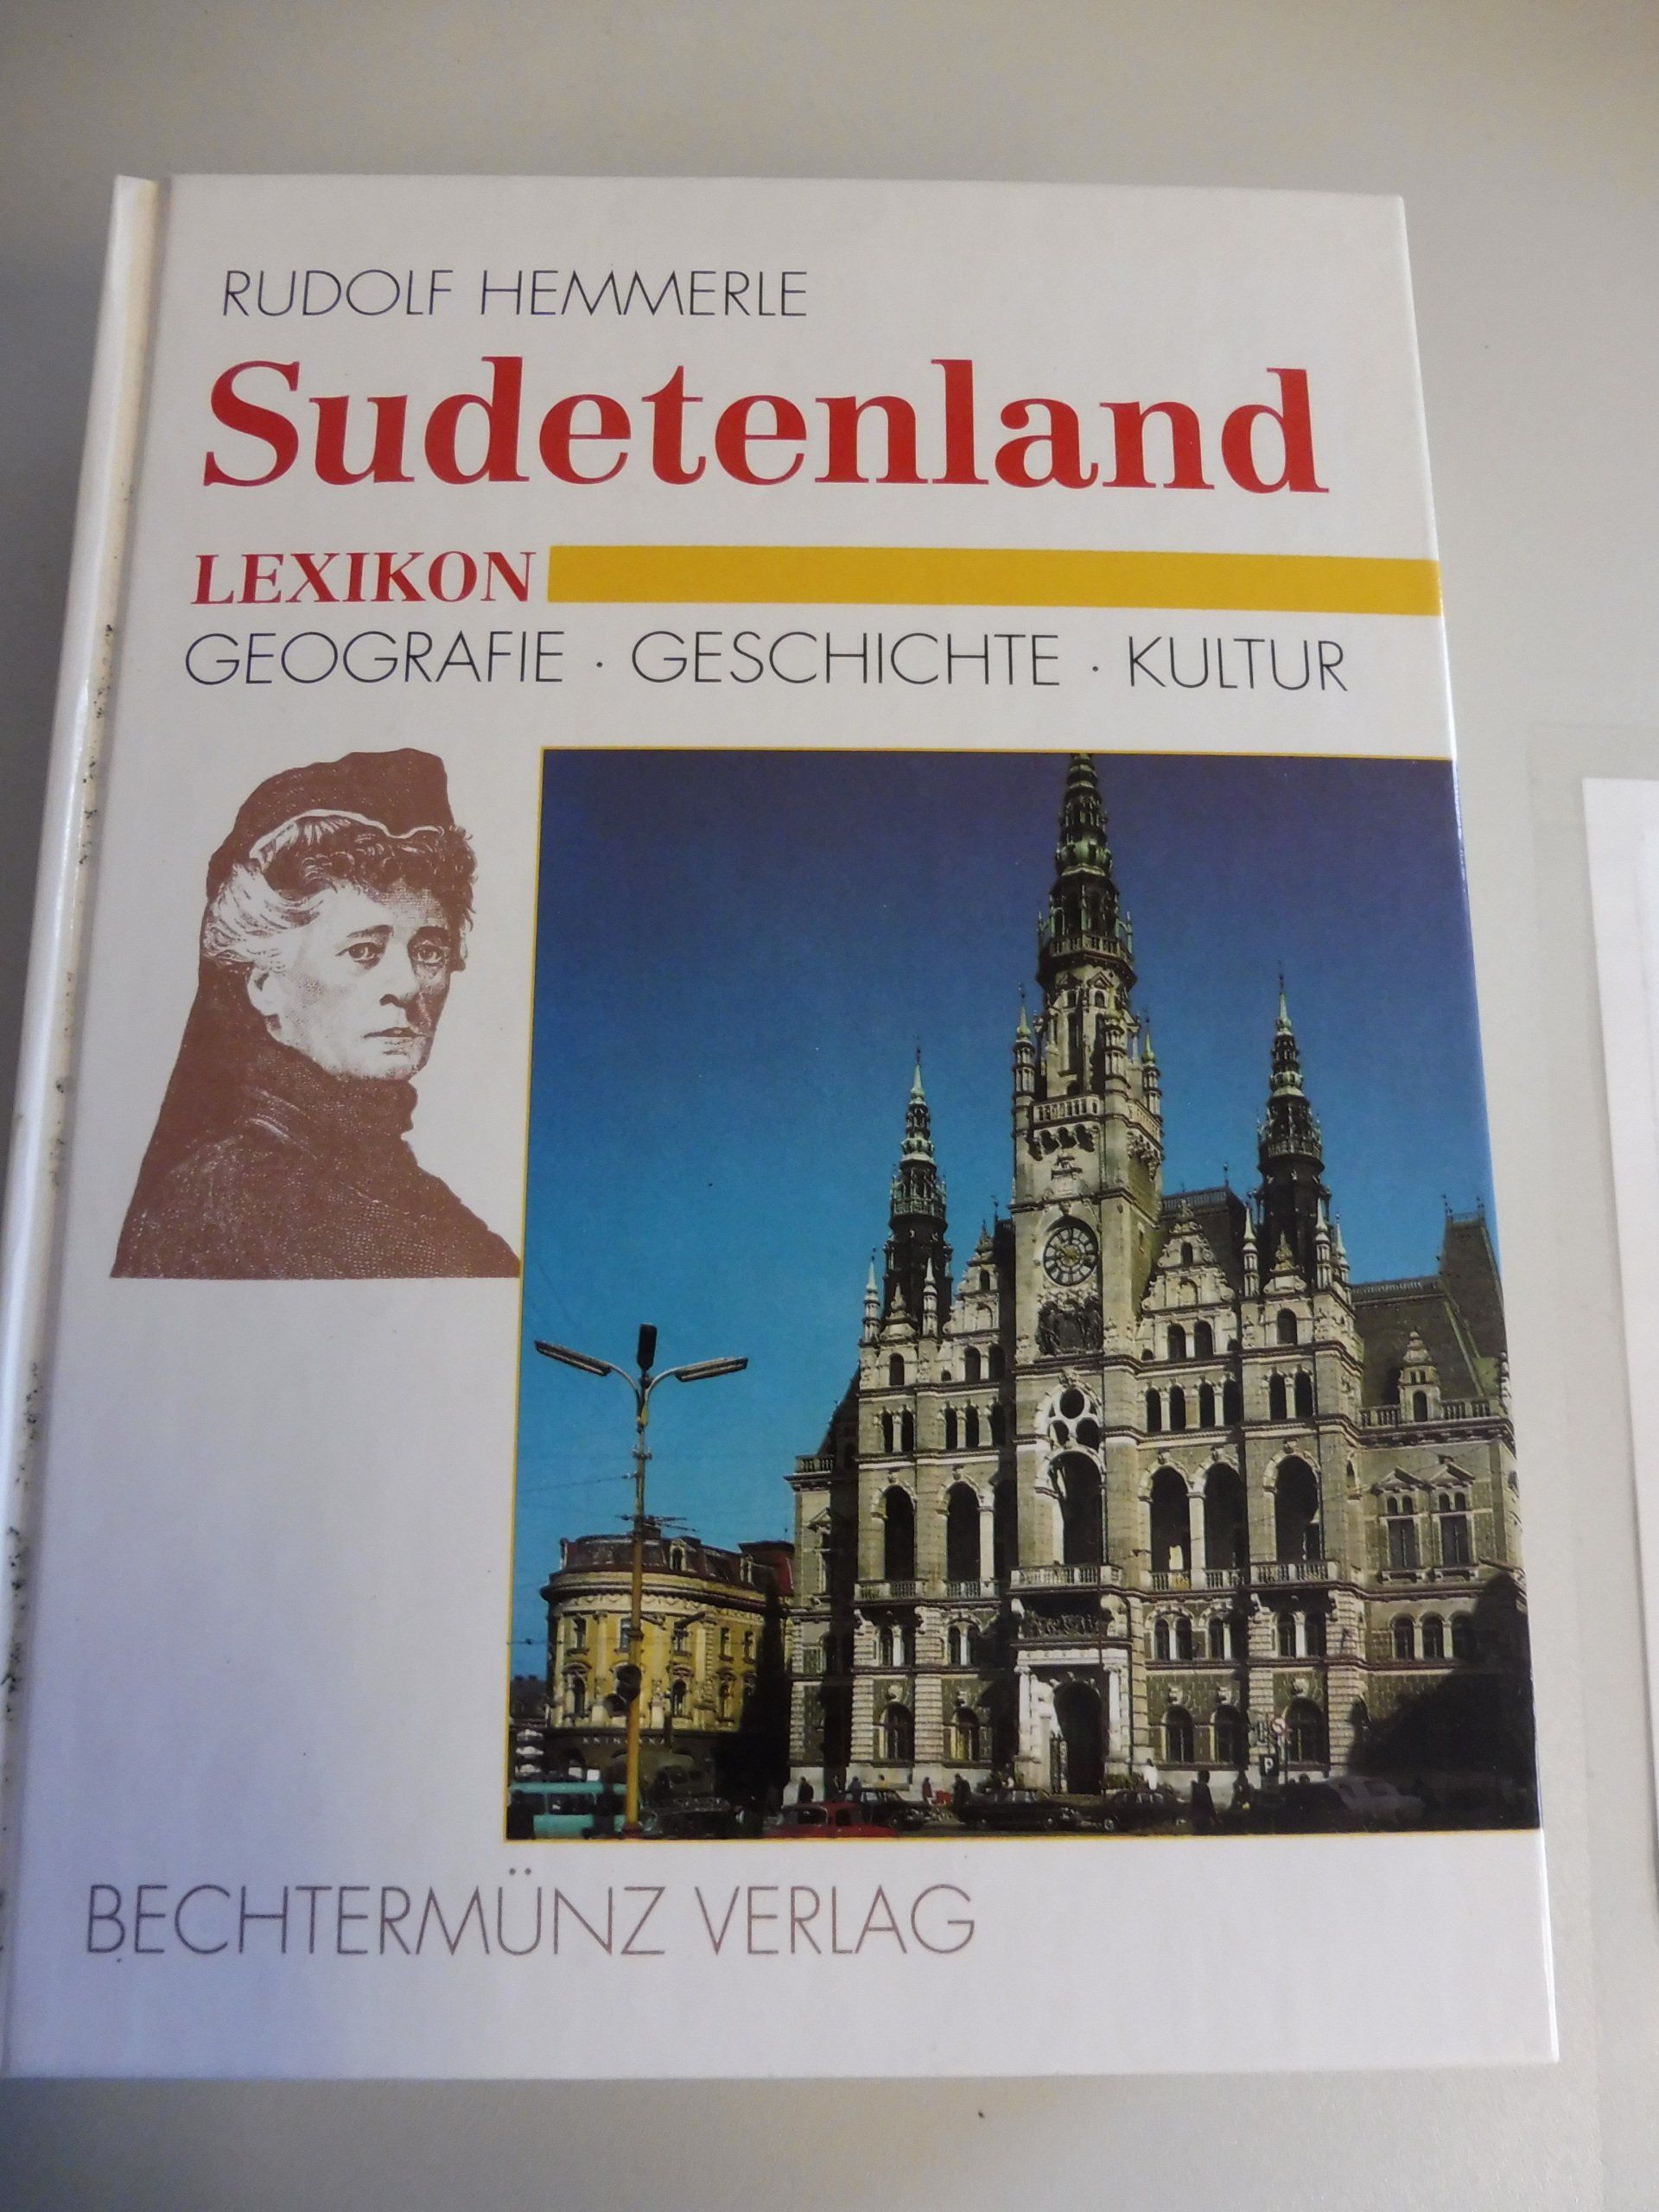 RUDOLF HEMMERLE
Sudetenland
LEXIKON
GEOGRAFIE · GESCHICHTE · KULTUR
P
BECHTERMÜNZ VERLAG